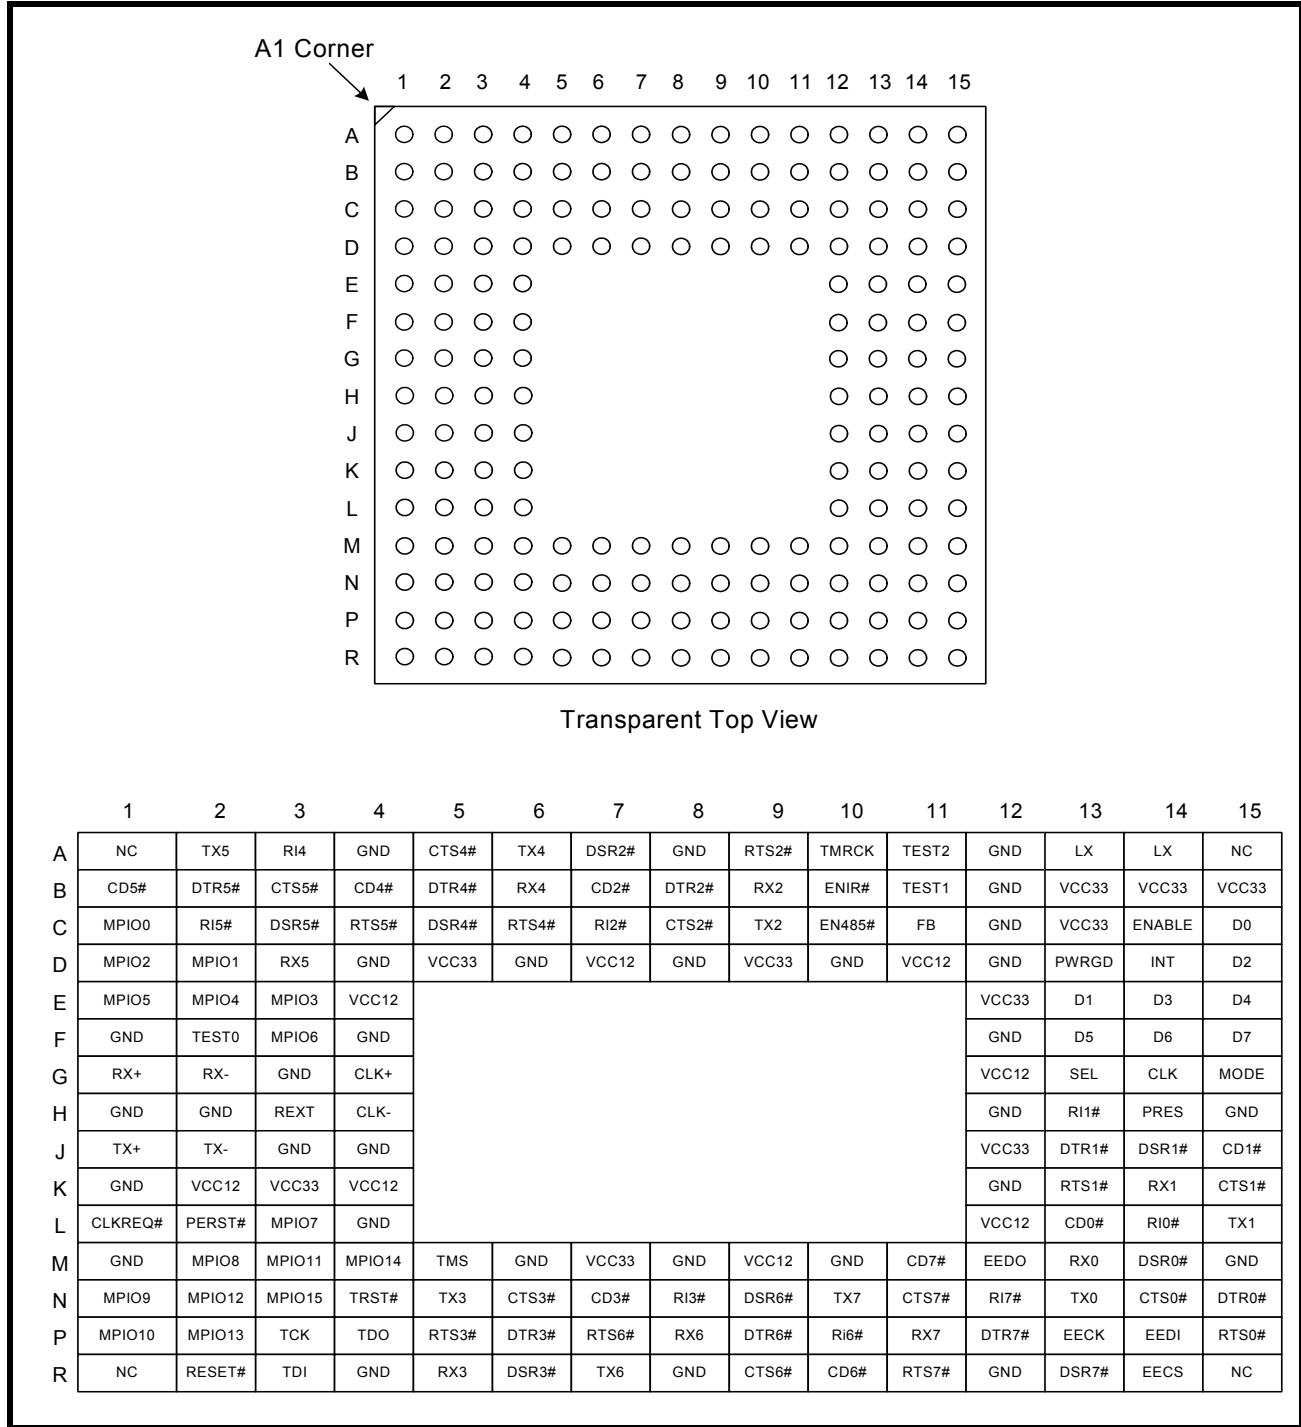 A1 Corner
1 2 3 4 5 6 7 8 9 10 11 12 13 14 15
A
B
C
D
E
F
G
H
J
K
L
M
N
P
R
Transparent Top View
1 2 3 4 5 6 7 8 9 10 11 12 13 14 15
A NC TX5 RI4 GND CTS4# TX4 DSR2# GND RTS2# TMRCK TEST2 GND LX LX NC
B CD5# DTR5# CTS5# CD4# DTR4# RX4 CD2# DTR2# RX2 ENIR# TEST1 GND VCC33 VCC33 VCC33
C MPIO0 RI5# DSR5# RTS5# DSR4# RTS4# RI2# CTS2# TX2 EN485# FB GND VCC33 ENABLE D0
D MPIO2 MPIO1 RX5 GND VCC33 GND VCC12 GND VCC33 GND VCC12 GND PWRGD INT D2
E MPIO5 MPIO4 MPIO3 VCC12 VCC33 D1 D3 D4
F GND TEST0 MPIO6 GND GND D5 D6 D7
G RX+ RX- GND CLK+ VCC12 SEL CLK MODE
H GND GND REXT CLK- GND RI1# PRES GND
J TX+ TX- GND GND VCC33 DTR1# DSR1# CD1#
K GND VCC12 VCC33 VCC12 GND RTS1# RX1 CTS1#
L CLKREQ# PERST# MPIO7 GND VCC12 CD0# RI0# TX1
M GND MPIO8 MPIO11 MPIO14 TMS GND VCC33 GND VCC12 GND CD7# EEDO RX0 DSR0# GND
N MPIO9 MPIO12 MPIO15 TRST# TX3 CTS3# CD3# RI3# DSR6# TX7 CTS7# RI7# TX0 CTS0# DTR0#
P MPIO10 MPIO13 TCK TDO RTS3# DTR3# RTS6# RX6 DTR6# Ri6# RX7 DTR7# EECK EEDI RTS0#
R NC RESET# TDI GND RX3 DSR3# TX6 GND CTS6# CD6# RTS7# GND DSR7# EECS NC